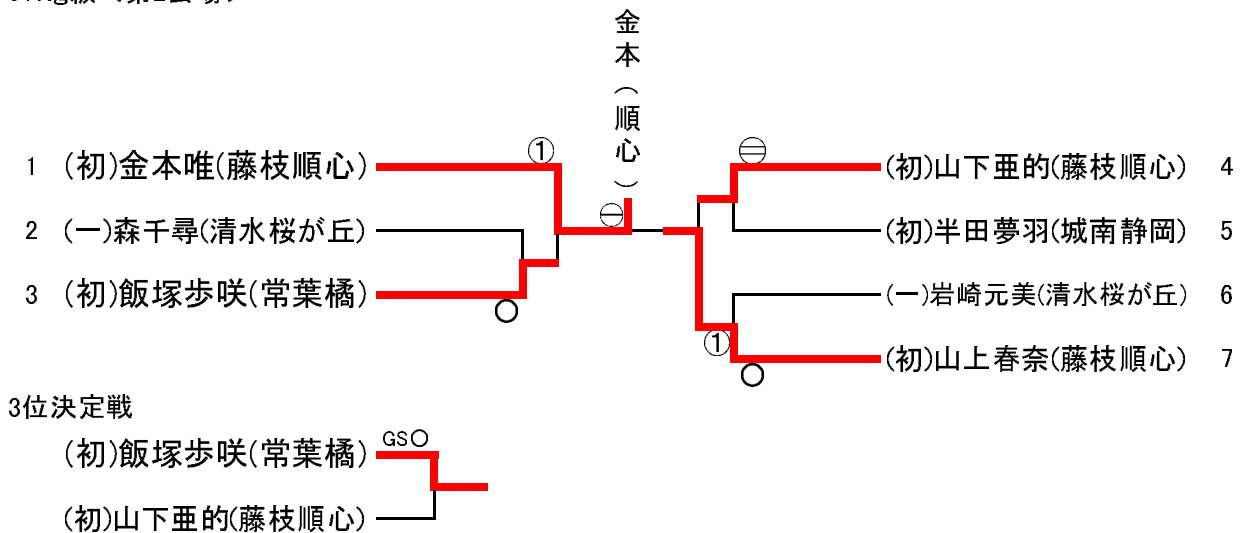 金本（順心）
①
1 (初)金本唯(藤枝順心)
2 (一)森千尋(清水桜が丘)
3 (初)飯塚歩咲(常葉橘)
(初)山下亜的(藤枝順心) 4
(初)半田夢羽(城南静岡) 5
(一)岩崎元美(清水桜が丘) 6
①
(初)山上春奈(藤枝順心) 7
3位決定戦
(初)飯塚歩咲(常葉橘) GS○
(初)山下亜的(藤枝順心)